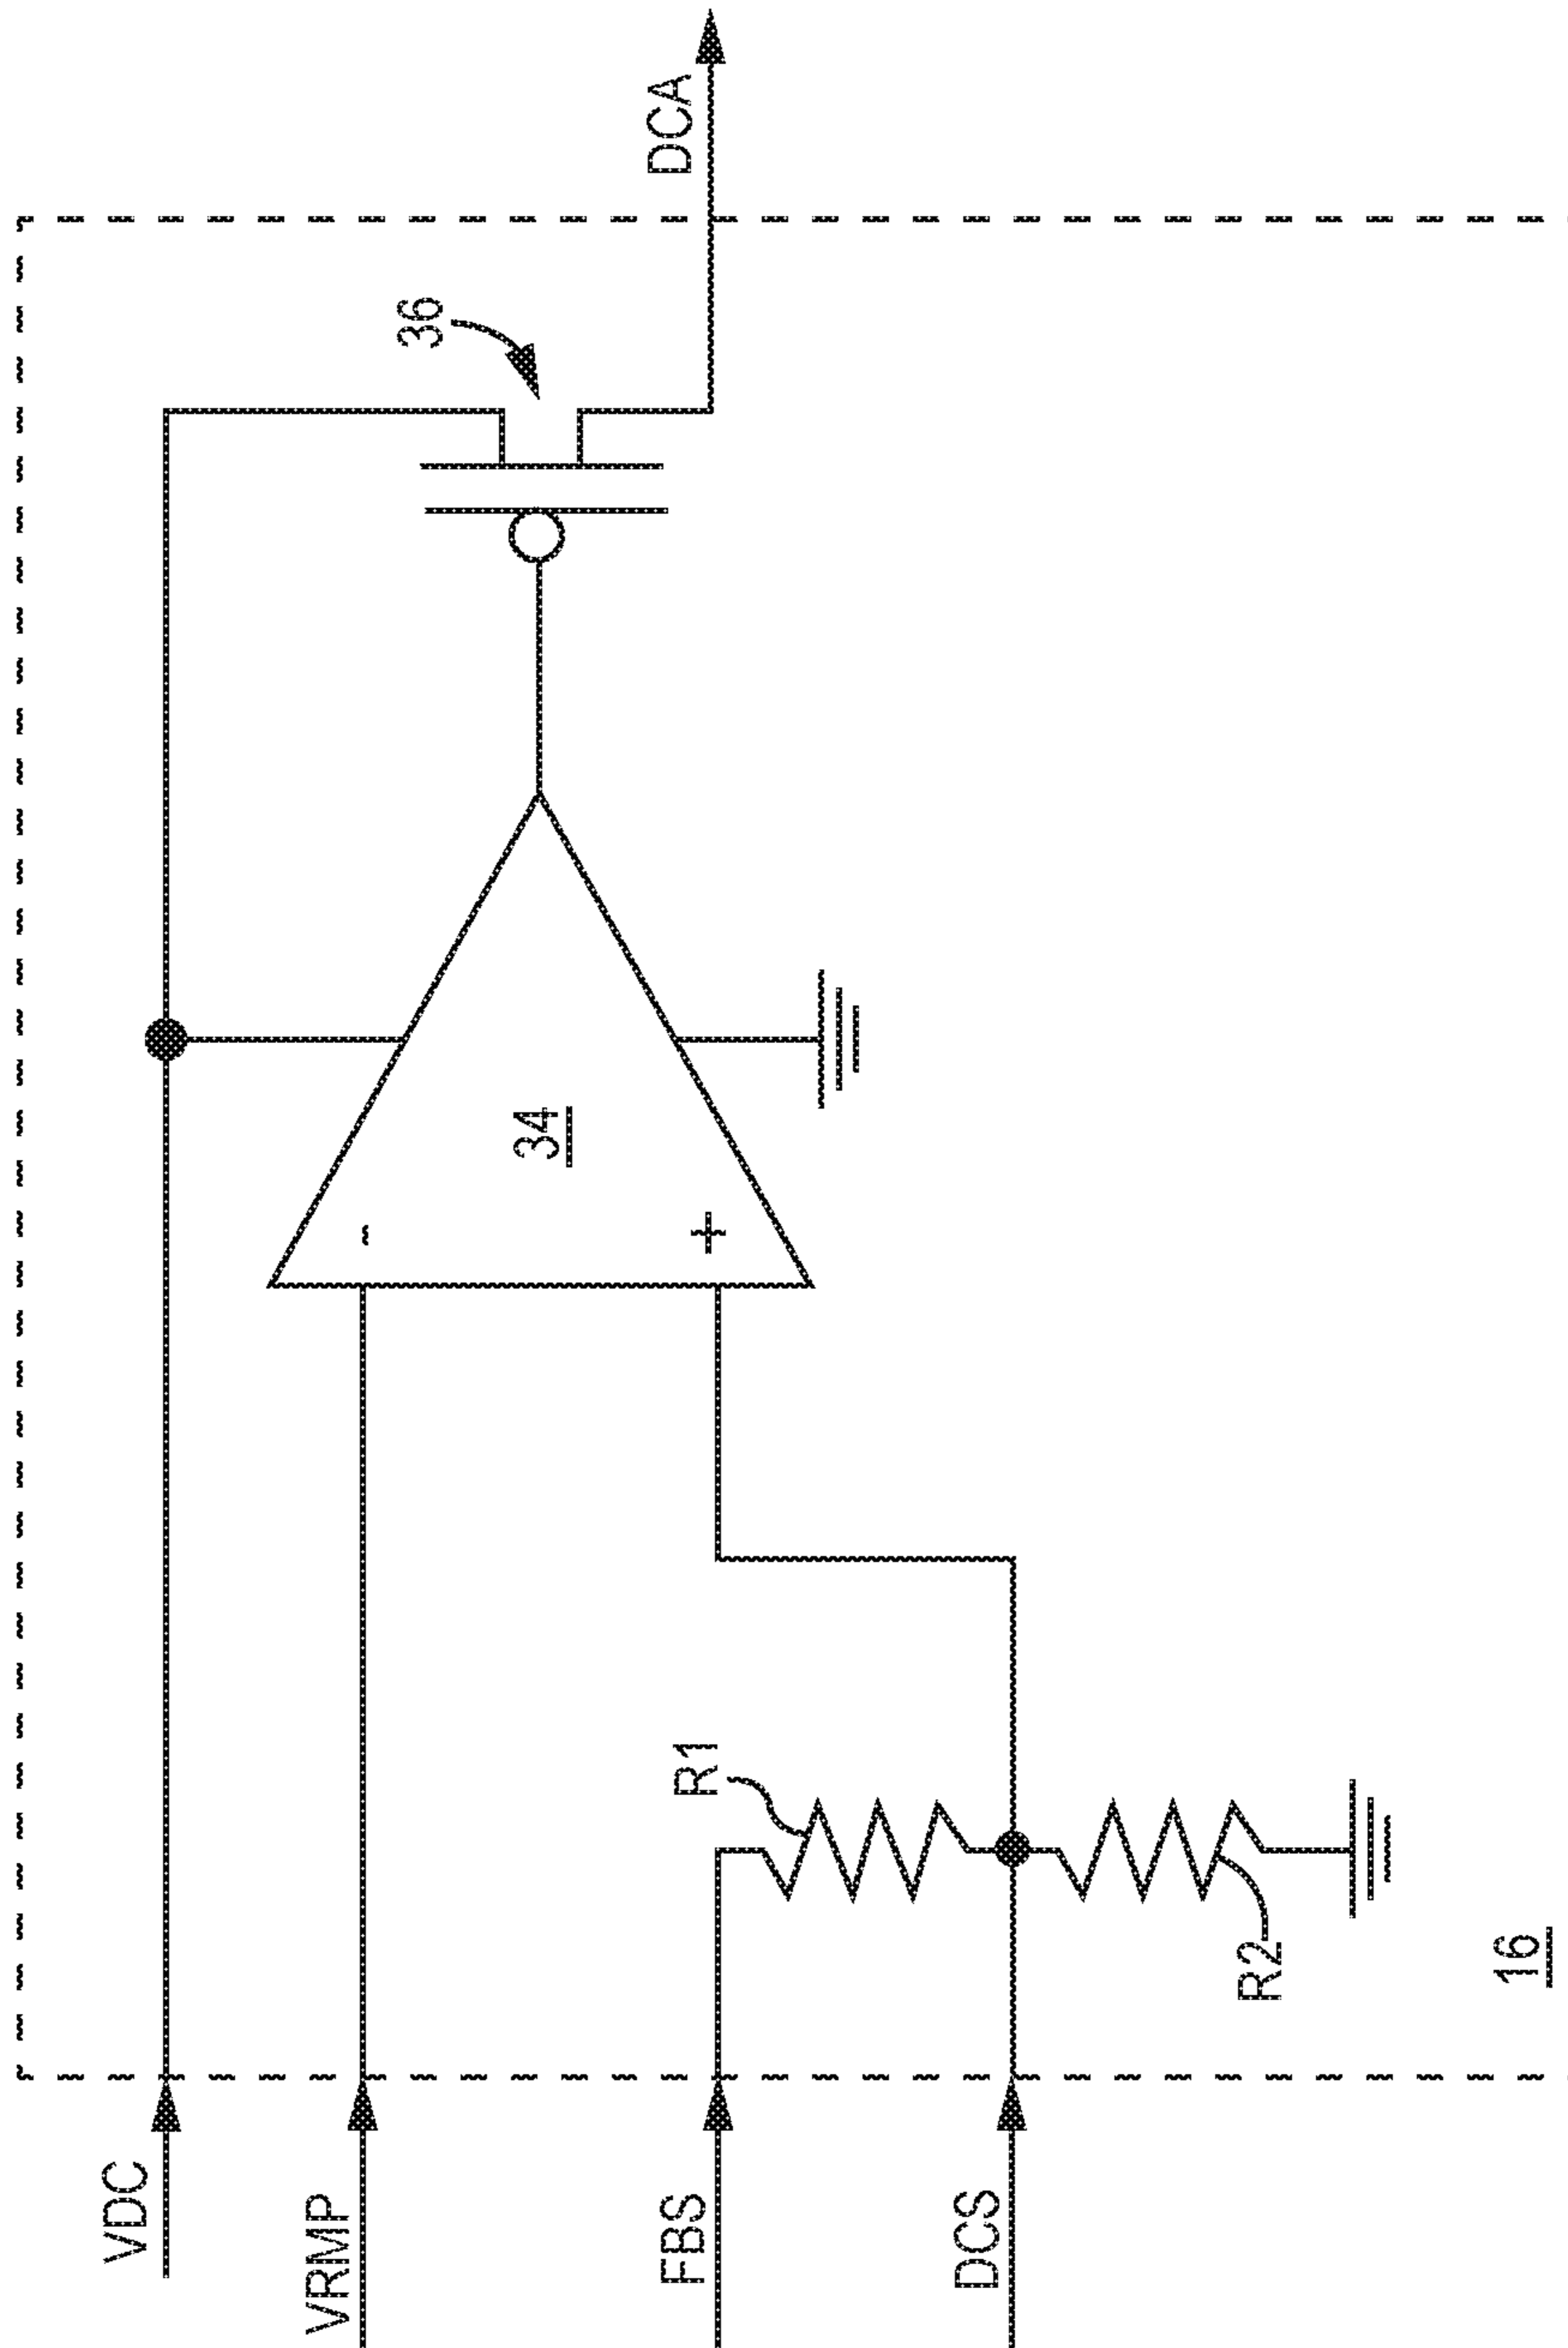 VDC
VRMP
FBS
DCS
R1
R2
-
+
34
36
DCA
16